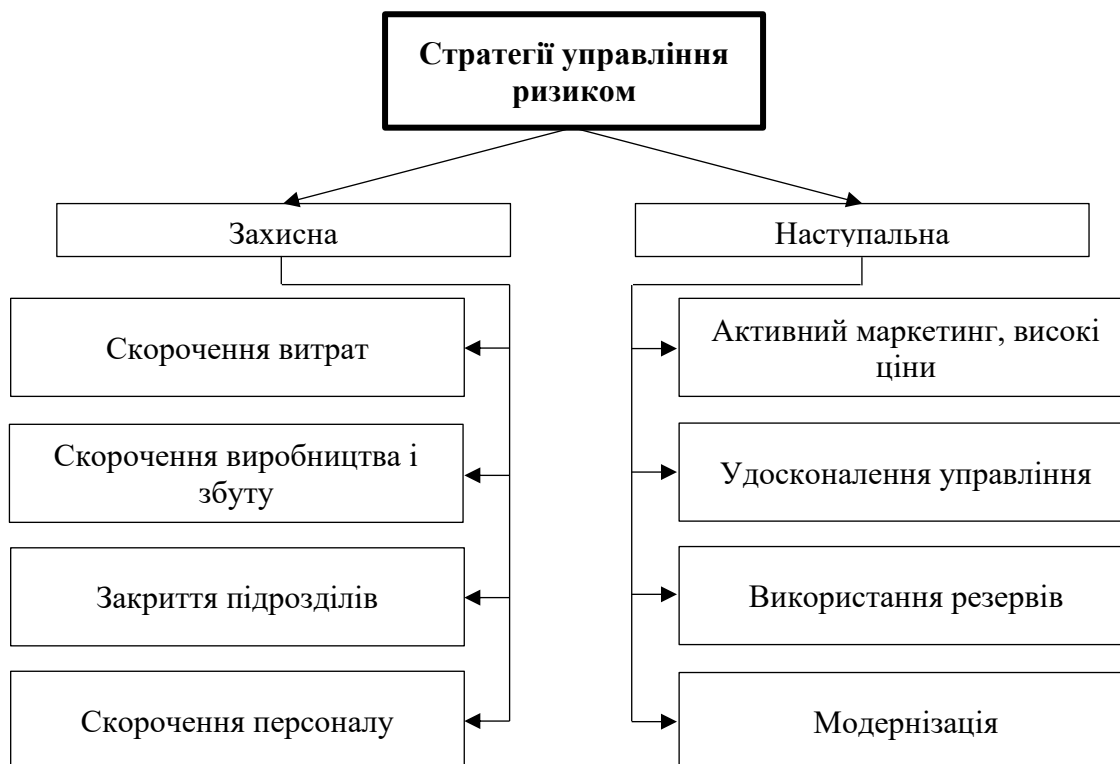 Стратегії управління
ризиком
Захисна
Наступальна
Скорочення витрат
Активний маркетинг, високі
ціни
Скорочення виробництва і
збуту
Удосконалення управління
Закриття підрозділів
Використання резервів
Скорочення персоналу
Модернізація